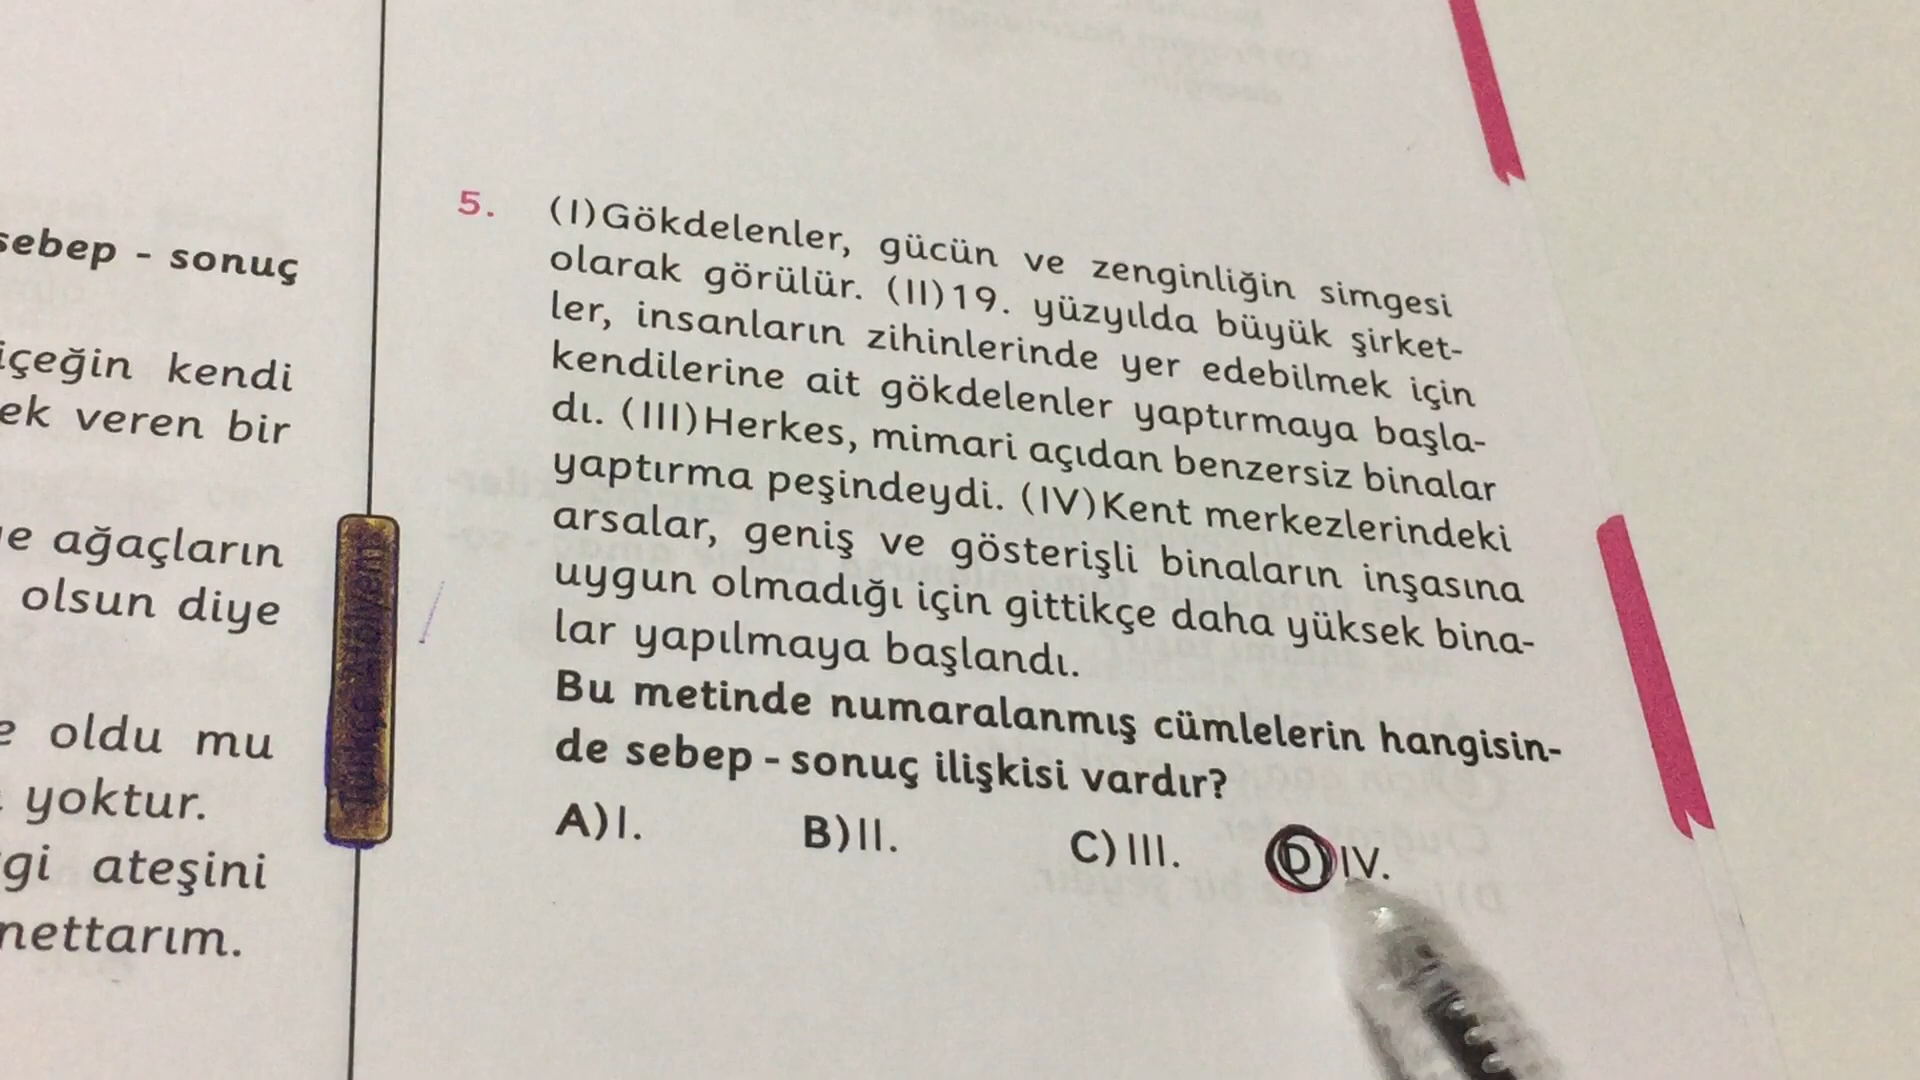 sebep - sonuç
içeğin kendi
ek veren bir
e ağaçların
olsun diye
e oldu mu
yoktur.
gi ateşini
nettarım.
Türkçe Atölyem
5. (I)Gökdelenler, gücün ve zenginliğin simgesi
olarak görülür. (II)19. yüzyılda büyük şirket-
ler, insanların zihinlerinde yer edebilmek için
kendilerine ait gökdelenler yaptırmaya başla-
dı. (III)Herkes, mimari açıdan benzersiz binalar
yaptırma peşindeydi. (IV)Kent merkezlerindeki
arsalar, geniş ve gösterişli binaların inşasına
uygun olmadığı için gittikçe daha yüksek bina-
lar yapılmaya başlandı.
Bu metinde numaralanmış cümlelerin hangisin-
de sebep - sonuç ilişkisi vardır?
A)I. B)II. C)III. D)IV.